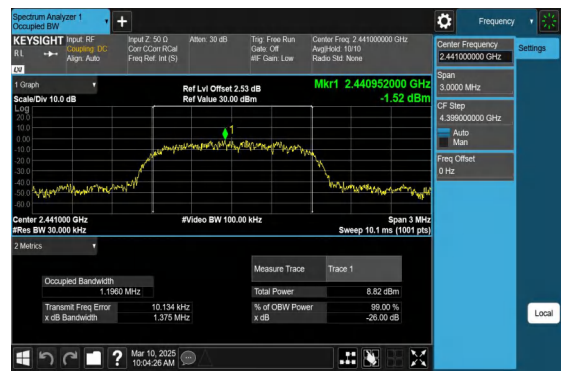 Spectrum Analyzer 1
Occupied BW
+
Frequency
KEYSIGHT
RL
Input: RF
Coupling: DC
Align: Auto
Input Z: 50 Ω
Corr CCorr RCal
Freq Ref: Int (S)
Atten: 30 dB
Trig: Free Run
Gate: Off
#IF Gain: Low
Center Freq: 2.441000000 GHz
Avg|Hold: 10/10
Radio Std: None
LXI
Center Frequency
2.441000000 GHz
Settings
Span
3.0000 MHz
CF Step
4.399000000 GHz
Auto
Man
Freq Offset
0 Hz
1 Graph
Scale/Div 10.0 dB
Ref Lvl Offset 2.53 dB
Ref Value 30.00 dBm
Mkr1 2.440952000 GHz
-1.52 dBm
Log
20.0
10.0
0.00
-10.0
-20.0
-30.0
-40.0
-50.0
-60.0
1
Center 2.441000 GHz
#Res BW 30.000 kHz
#Video BW 100.00 kHz
Span 3 MHz
Sweep 10.1 ms (1001 pts)
2 Metrics
Measure Trace
Trace 1
Occupied Bandwidth
1.1960 MHz
Total Power
8.82 dBm
Transmit Freq Error
10.134 kHz
% of OBW Power
99.00 %
x dB Bandwidth
1.375 MHz
x dB
-26.00 dB
Local
?
Mar 10, 2025
10:04:26 AM